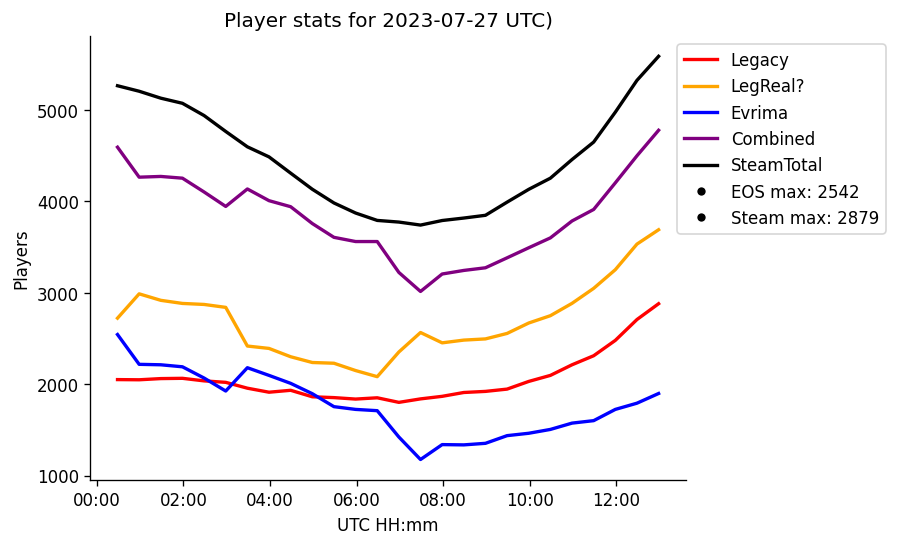 Player stats for 2023-07-27 UTC)
Legacy
LegReal?
Evrima
Combined
SteamTotal
EOS max: 2542
Steam max: 2879
Players
5000
4000
3000
2000
1000
00:00 02:00 04:00 06:00 08:00 10:00 12:00
UTC HH:mm